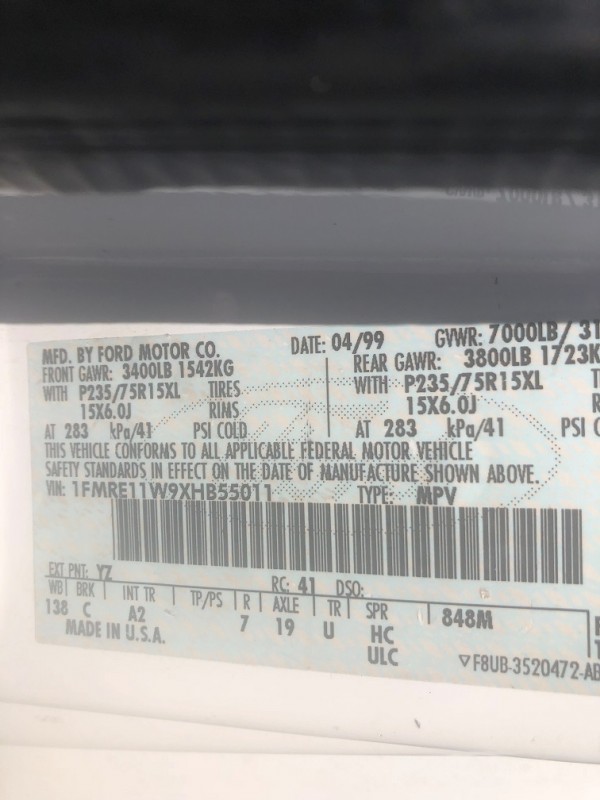 MFD. BY FORD MOTOR CO. DATE: 04/99 GVWR: 7000LB/ 31
FRONT GAWR: 3400LB 1542KG REAR GAWR: 3800LB 1723K
WITH P235/75R15XL TIRES WITH P235/75R15XL
15X6.0J RIMS 15X6.0J R
AT 283 kPa/41 PSI COLD AT 283 kPa/41 PSI C
THIS VEHICLE CONFORMS TO ALL APPLICABLE FEDERAL MOTOR VEHICLE
SAFETY STANDARDS IN EFFECT ON THE DATE OF MANUFACTURE SHOWN ABOVE.
VIN: 1FMRE11W9XHB55011 TYPE: MPV
EXT PNT: YZ RC: 41 DSO:
WB BRK INT TR TP/PS R AXLE TR SPR 848M
138 C A2 7 19 U HC
MADE IN U.S.A. ULC
F8UB-3520472-AB